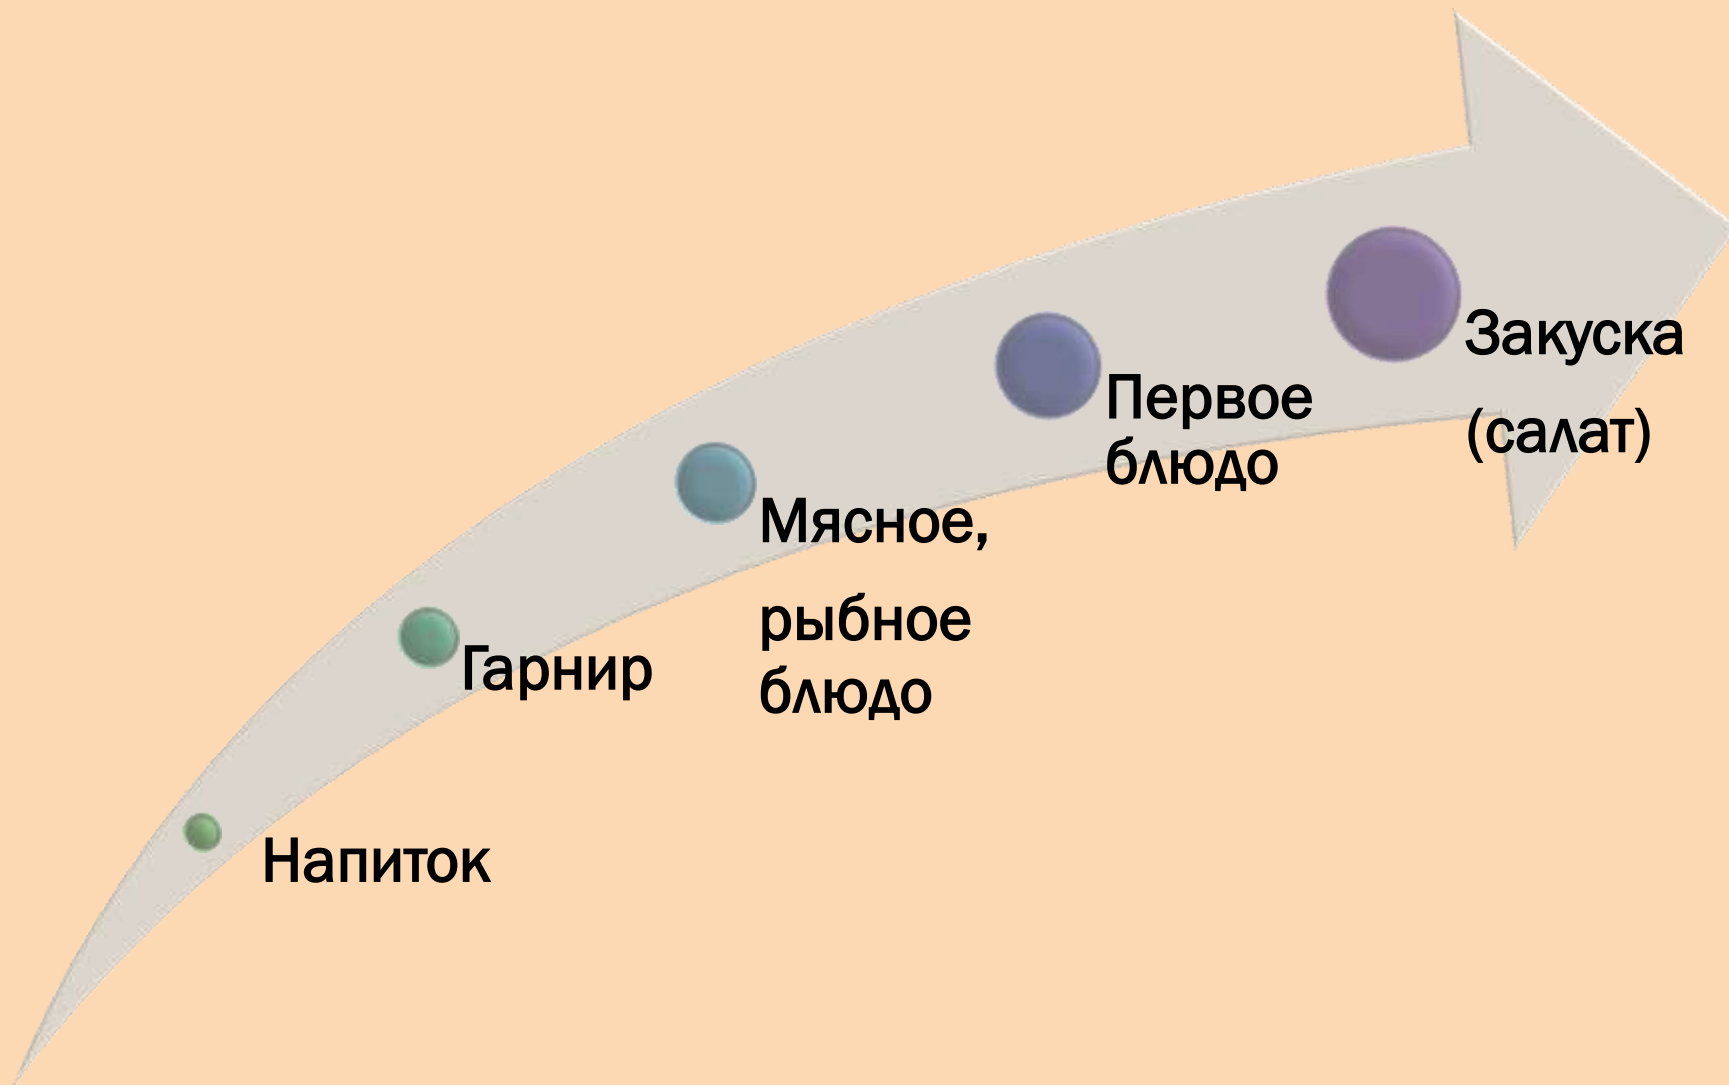 Напиток
Гарнир
Мясное,
рыбное
блюдо
Первое
блюдо
Закуска
(салат)